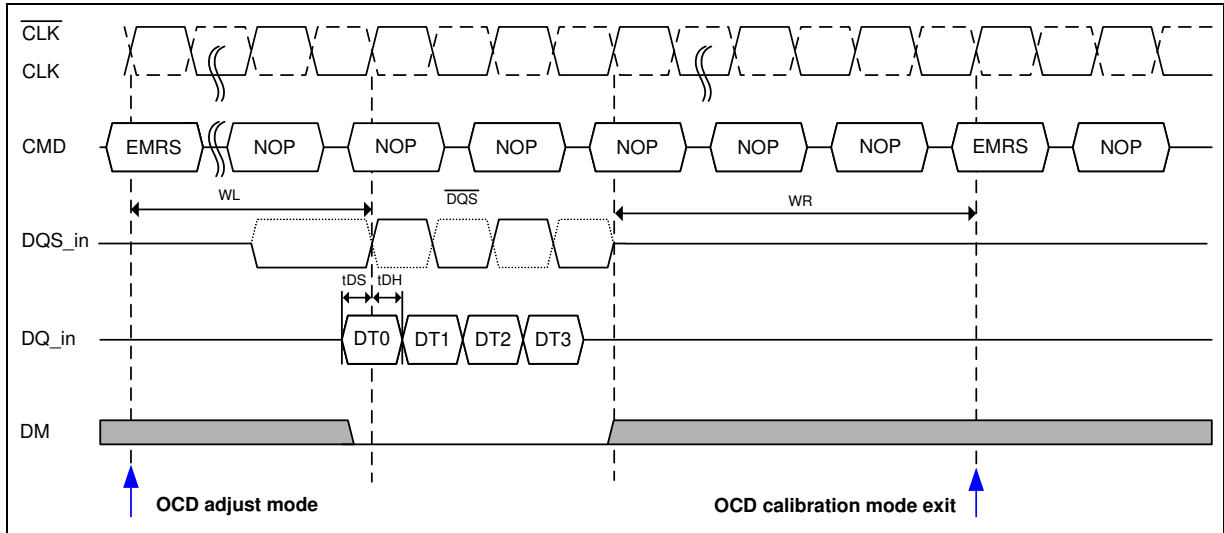 CLK
CLK
CMD EMRS NOP NOP NOP NOP NOP NOP EMRS NOP
WL DQS WR
DQS_in
tDS tDH
DQ_in DT0 DT1 DT2 DT3
DM
OCD adjust mode OCD calibration mode exit